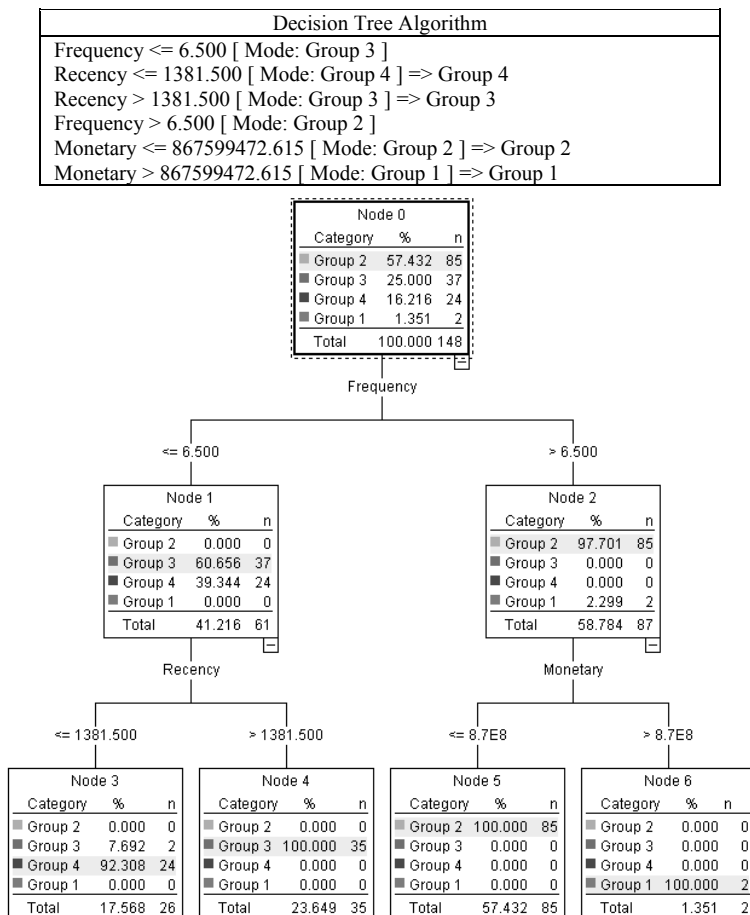 Decision Tree Algorithm
Frequency <= 6.500 [ Mode: Group 3 ]
Recency <= 1381.500 [ Mode: Group 4 ] => Group 4
Recency > 1381.500 [ Mode: Group 3 ] => Group 3
Frequency > 6.500 [ Mode: Group 2 ]
Monetary <= 867599472.615 [ Mode: Group 2 ] => Group 2
Monetary > 867599472.615 [ Mode: Group 1 ] => Group 1
Node 0
Category % n
Group 2 57.432 85
Group 3 25.000 37
Group 4 16.216 24
Group 1 1.351 2
Total 100.000 148
Frequency
<= 6.500
> 6.500
Node 1
Category % n
Group 2 0.000 0
Group 3 60.656 37
Group 4 39.344 24
Group 1 0.000 0
Total 41.216 61
Node 2
Category % n
Group 2 97.701 85
Group 3 0.000 0
Group 4 0.000 0
Group 1 2.299 2
Total 58.784 87
Recency
Monetary
<= 1381.500
> 1381.500
<= 8.7E8
> 8.7E8
Node 3
Category % n
Group 2 0.000 0
Group 3 7.692 2
Group 4 92.308 24
Group 1 0.000 0
Total 17.568 26
Node 4
Category % n
Group 2 0.000 0
Group 3 100.000 35
Group 4 0.000 0
Group 1 0.000 0
Total 23.649 35
Node 5
Category % n
Group 2 100.000 85
Group 3 0.000 0
Group 4 0.000 0
Group 1 0.000 0
Total 57.432 85
Node 6
Category % n
Group 2 0.000 0
Group 3 0.000 0
Group 4 0.000 0
Group 1 100.000 2
Total 1.351 2